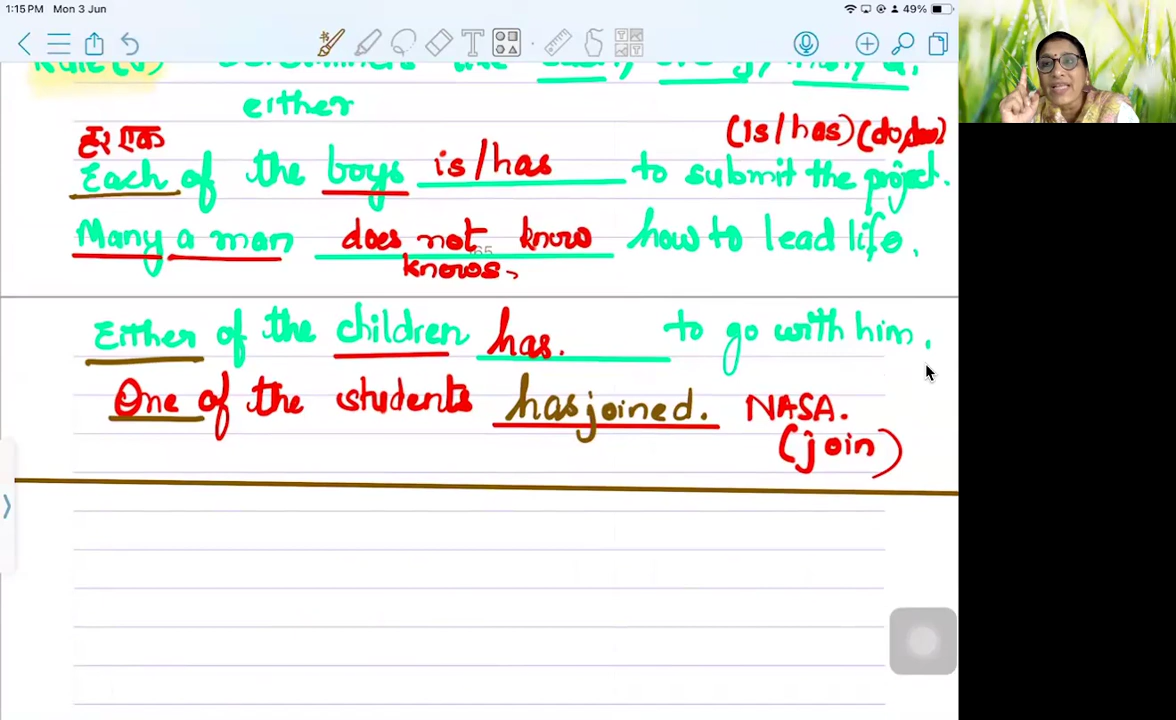 1:15 PM Mon 3 Jun
49%
either
हर एक
(Is/has)
Each of the boys is/has to submit the project.
Many a man does not know how to lead life.
knows.
Either of the children has. to go with him.
One of the students has joined. NASA.
(join)